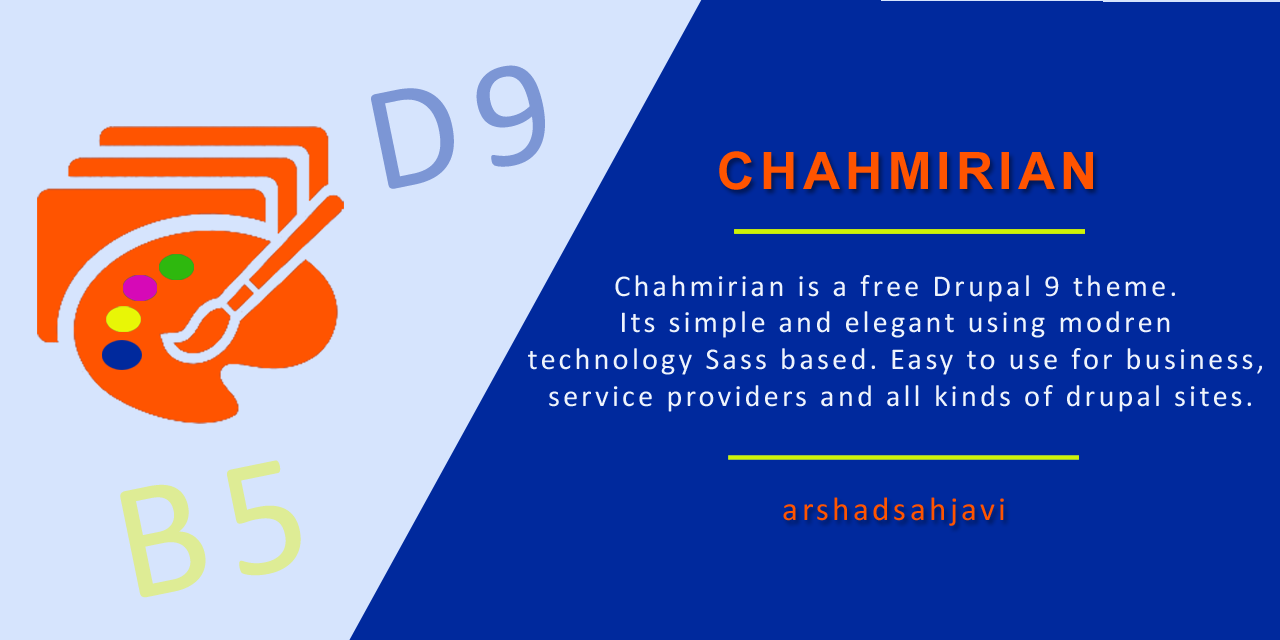 D9
CHAHMIRIAN
Chahmirian is a free Drupal 9 theme.
Its simple and elegant using modren
technology Sass based. Easy to use for business,
service providers and all kinds of drupal sites.
B5
arshadsahjavi